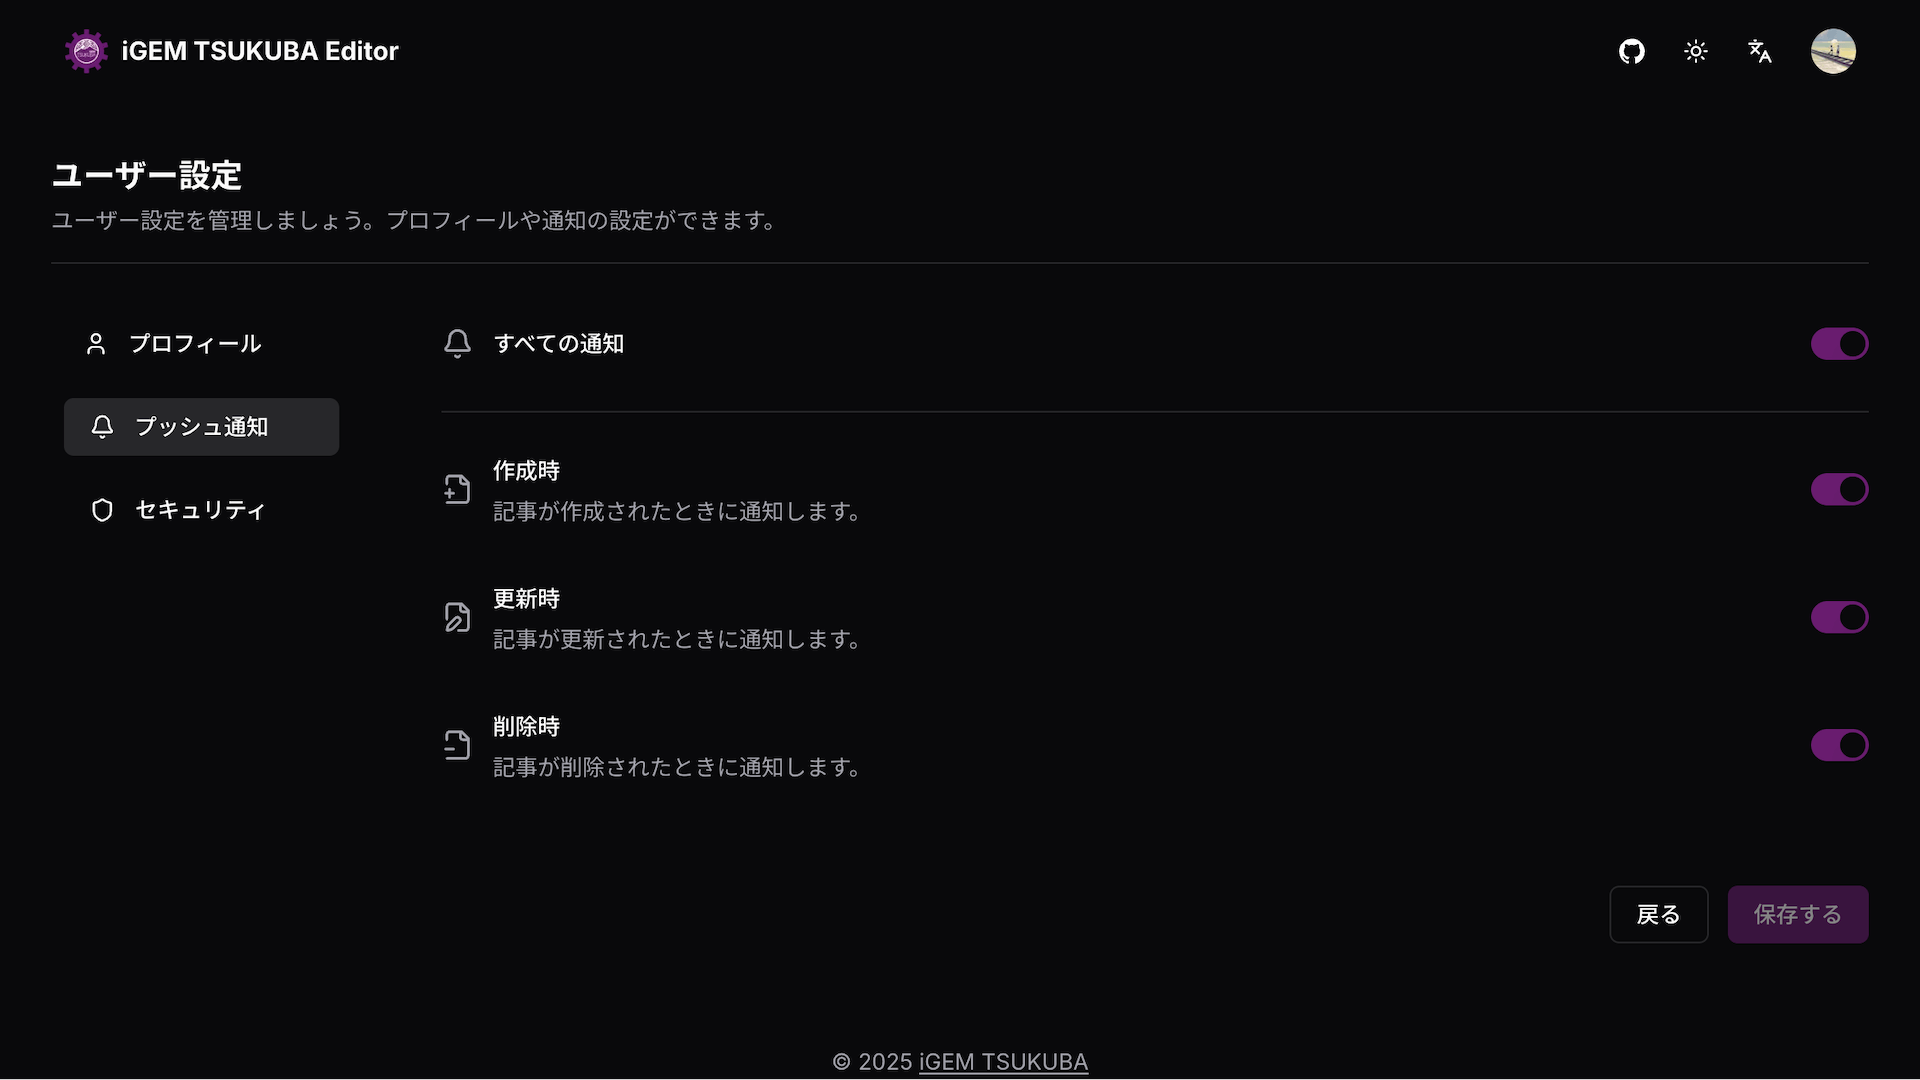 iGEM TSUKUBA Editor
ユーザー設定
ユーザー設定を管理しましょう。プロフィールや通知の設定ができます。
プロフィール
プッシュ通知
セキュリティ
すべての通知
作成時
記事が作成されたときに通知します。
更新時
記事が更新されたときに通知します。
削除時
記事が削除されたときに通知します。
戻る
保存する
© 2025 iGEM TSUKUBA